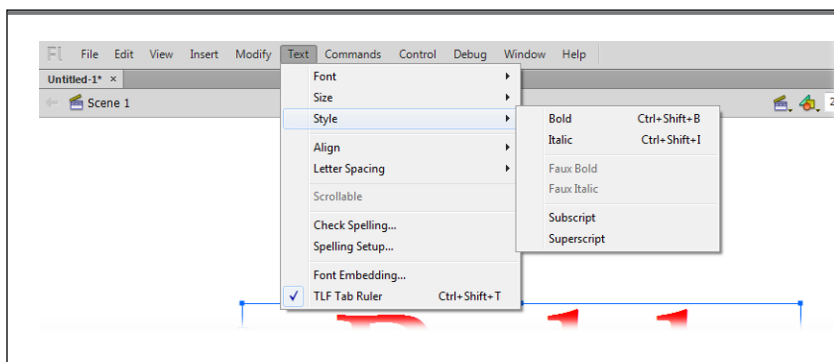 Fl File Edit View Insert Modify Text Commands Control Debug Window Help
Untitled-1* ×
Scene 1
Font
Size
Style
Align
Letter Spacing
Scrollable
Check Spelling...
Spelling Setup...
Font Embedding...
TLF Tab Ruler Ctrl+Shift+T
Bold Ctrl+Shift+B
Italic Ctrl+Shift+I
Faux Bold
Faux Italic
Subscript
Superscript
2